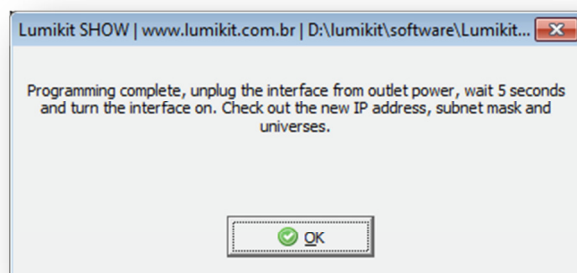 Lumikit SHOW | www.lumikit.com.br | D:\lumikit\software\Lumikit...
Programming complete, unplug the interface from outlet power, wait 5 seconds
and turn the interface on. Check out the new IP address, subnet mask and
universes.
OK